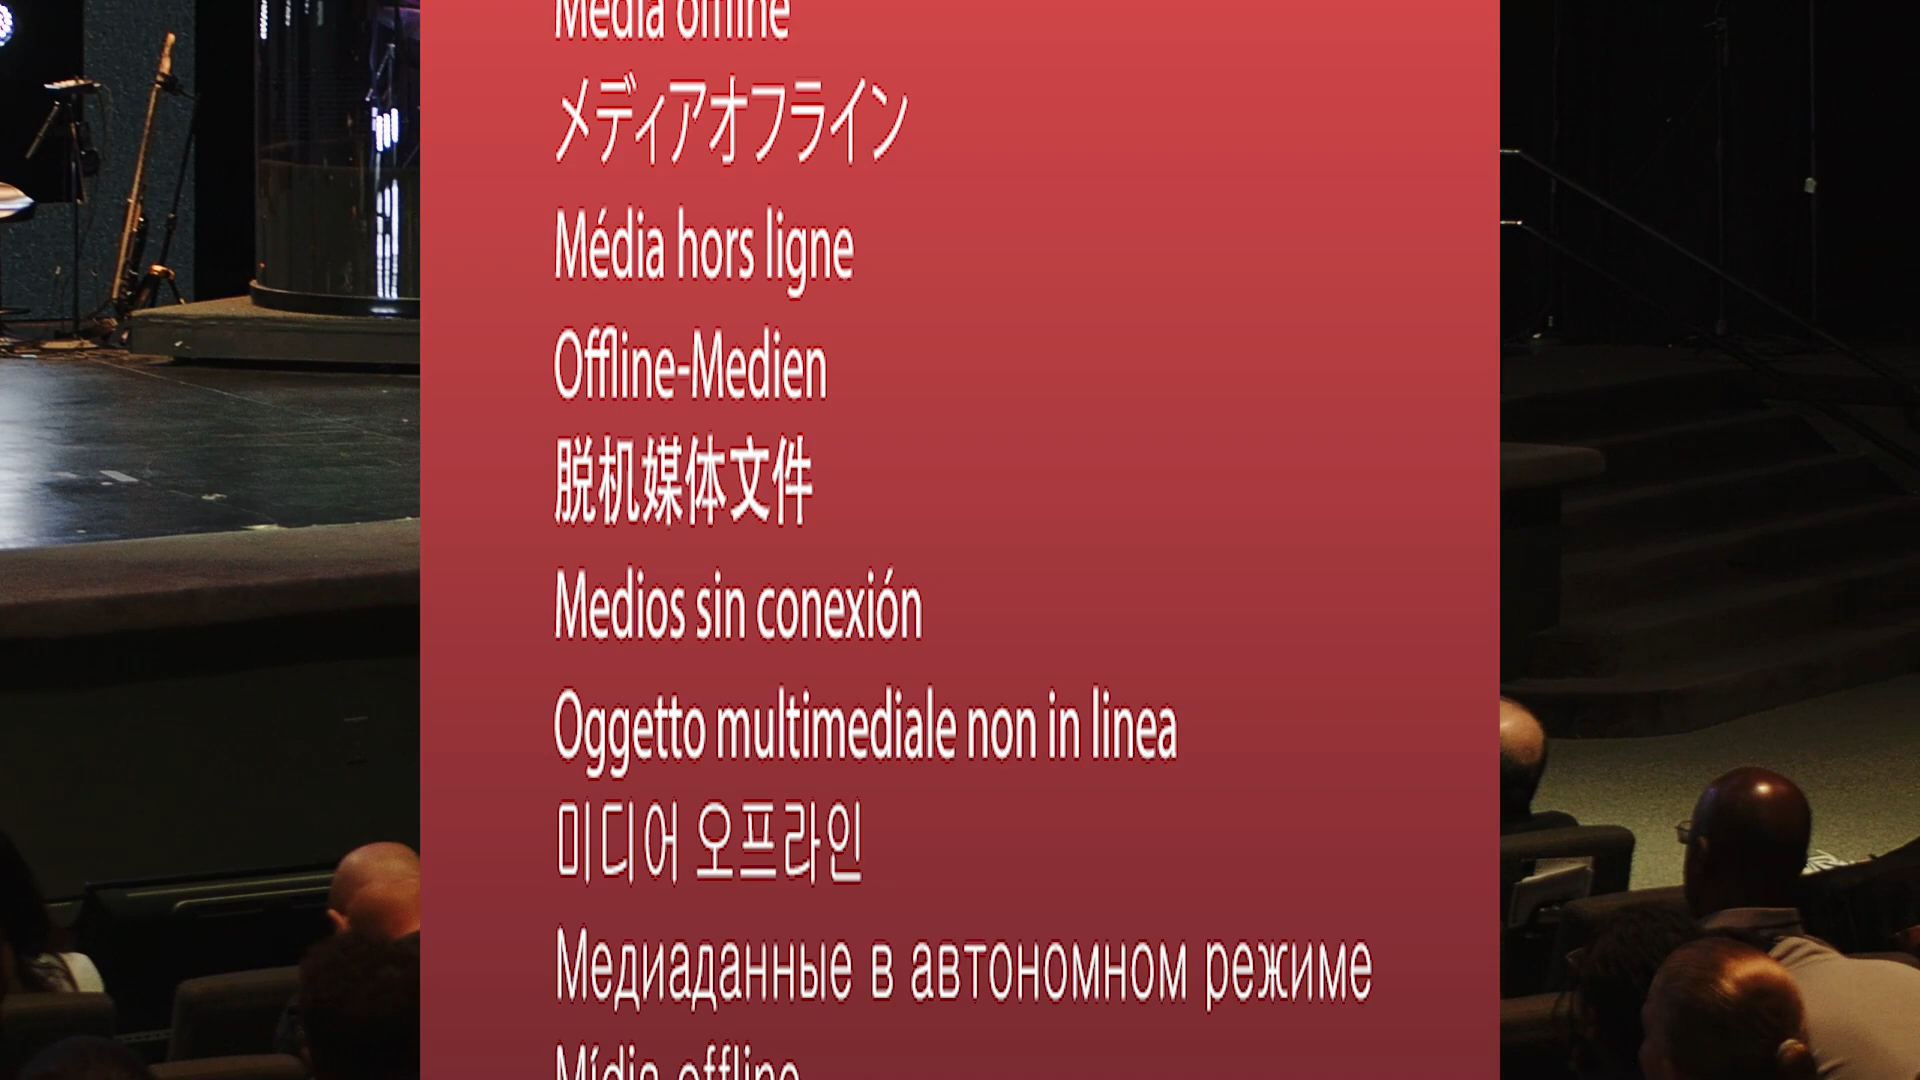 Media offline
メディアオフライン
Média hors ligne
Offline-Medien
脱机媒体文件
Medios sin conexión
Oggetto multimediale non in linea
미디어 오프라인
Медиаданные в автономном режиме
Mídia offline